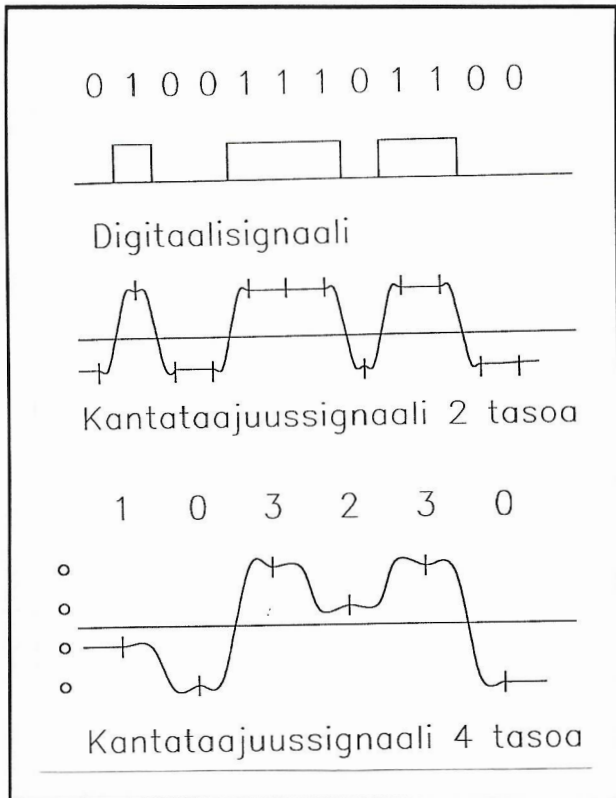 0 1 0 0 1 1 1 0 1 1 0 0
Digitaalisignaali
Kantataajuussignaali 2 tasoa
1 0 3 2 3 0
Kantataajuussignaali 4 tasoa